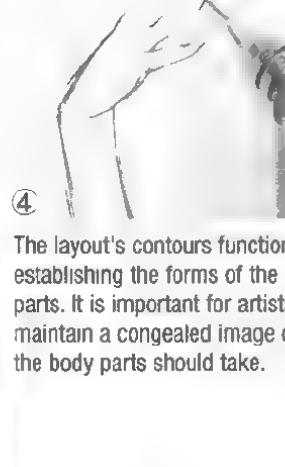 ④
The layout's contours function
establishing the forms of the
parts. It is important for artists
maintain a congealed image
the body parts should take.